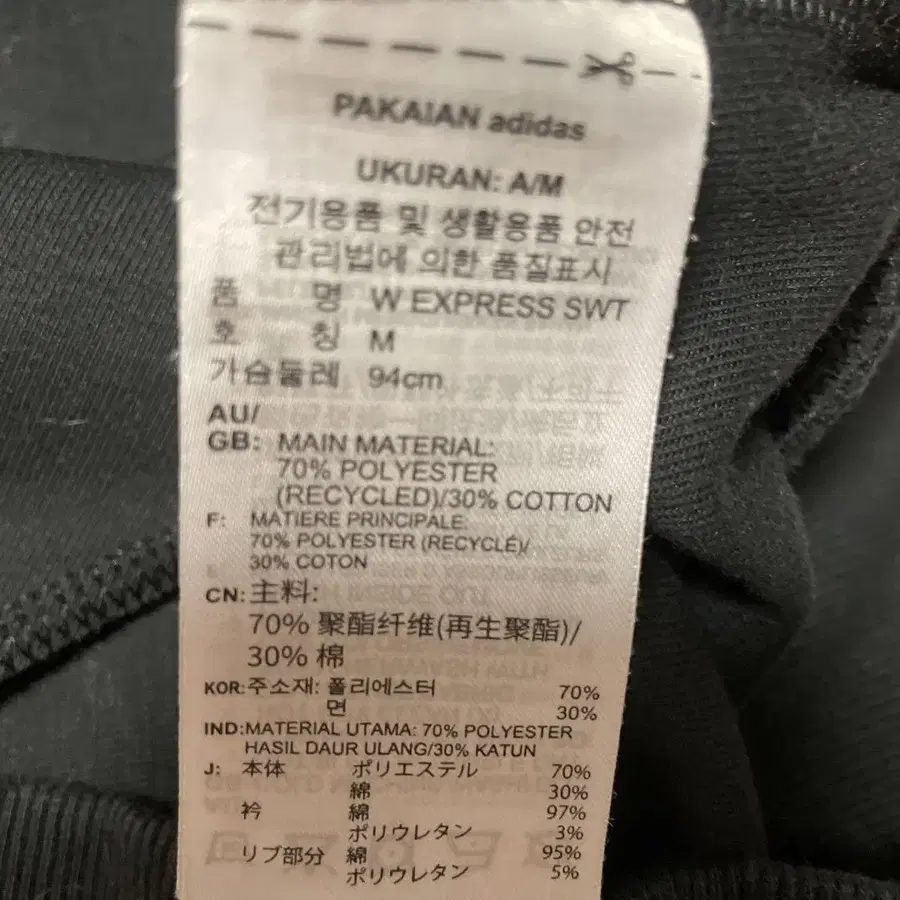 PAKAIAN adidas
UKURAN: A/M
전기용품 및 생활용품 안전
관리법에 의한 품질표시
품 명 W EXPRESS SWT
호 칭 M
가슴둘레 94cm
AU/
GB: MAIN MATERIAL:
70% POLYESTER
(RECYCLED)/30% COTTON
F: MATIERE PRINCIPALE:
70% POLYESTER (RECYCLÉ)/
30% COTON
CN: 主料:
70% 聚酯纤维(再生聚酯)/
30% 棉
KOR: 주소재: 폴리에스터 70%
면 30%
IND: MATERIAL UTAMA: 70% POLYESTER
HASIL DAUR ULANG/30% KATUN
J: 本体 ポリエステル 70%
綿 30%
衿 綿 97%
ポリウレタン 3%
リブ部分 綿 95%
ポリウレタン 5%